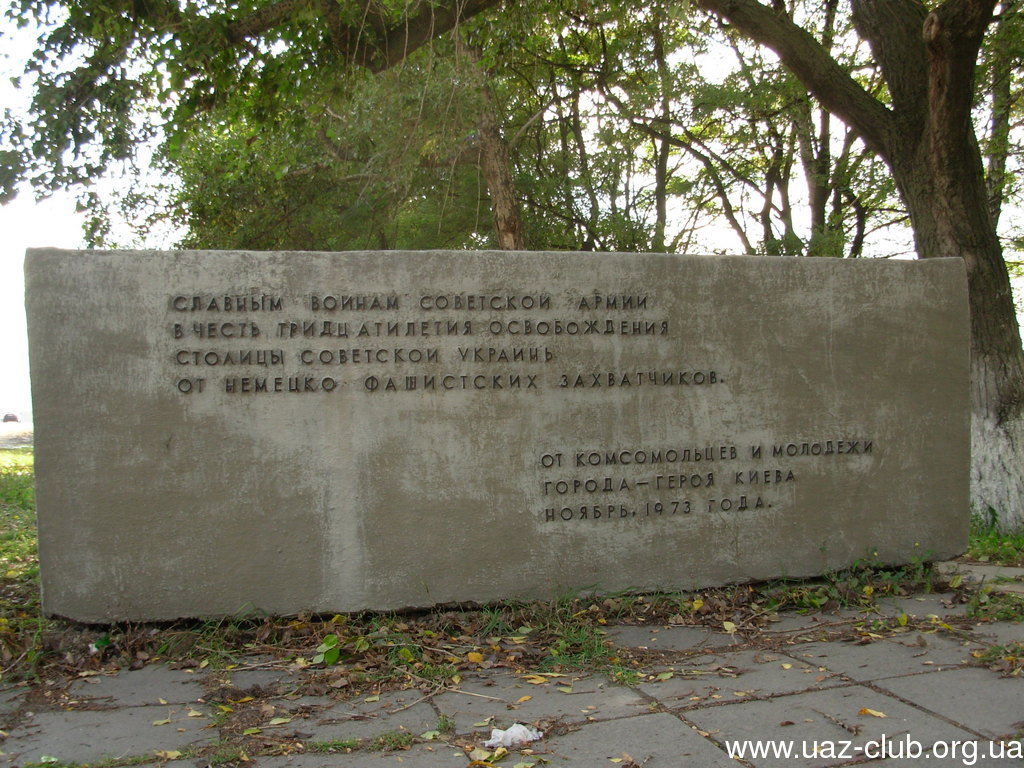 СЛАВНЫМ ВОИНАМ СОВЕТСКОЙ АРМИИ
В ЧЕСТЬ ТРИДЦАТИЛЕТИЯ ОСВОБОЖДЕНИЯ
СТОЛИЦЫ СОВЕТСКОЙ УКРАИНЬ
ОТ НЕМЕЦКО ФАШИСТСКИХ ЗАХВАТЧИКОВ.
ОТ КОМСОМОЛЬЦЕВ И МОЛОДЕЖИ
ГОРОДА — ГЕРОЯ КИЕВА
НОЯБРЬ, 1973 ГОДА.
www.uaz-club.org.ua